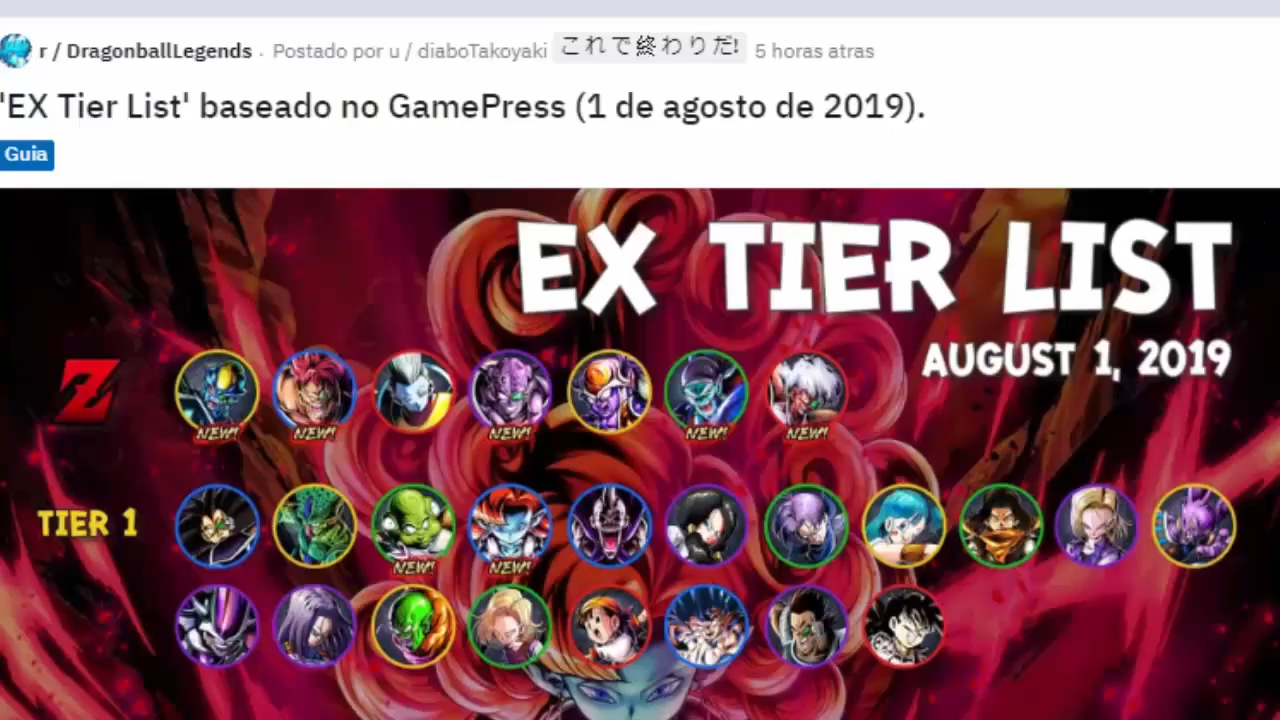 r / DragonballLegends · Postado por u / diaboTakoyaki これで終わりだ! 5 horas atras
'EX Tier List' baseado no GamePress (1 de agosto de 2019).
Guia
EX TIER LIST
AUGUST 1, 2019
Z
NEW! NEW! NEW! NEW! NEW!
TIER 1
NEW! NEW!